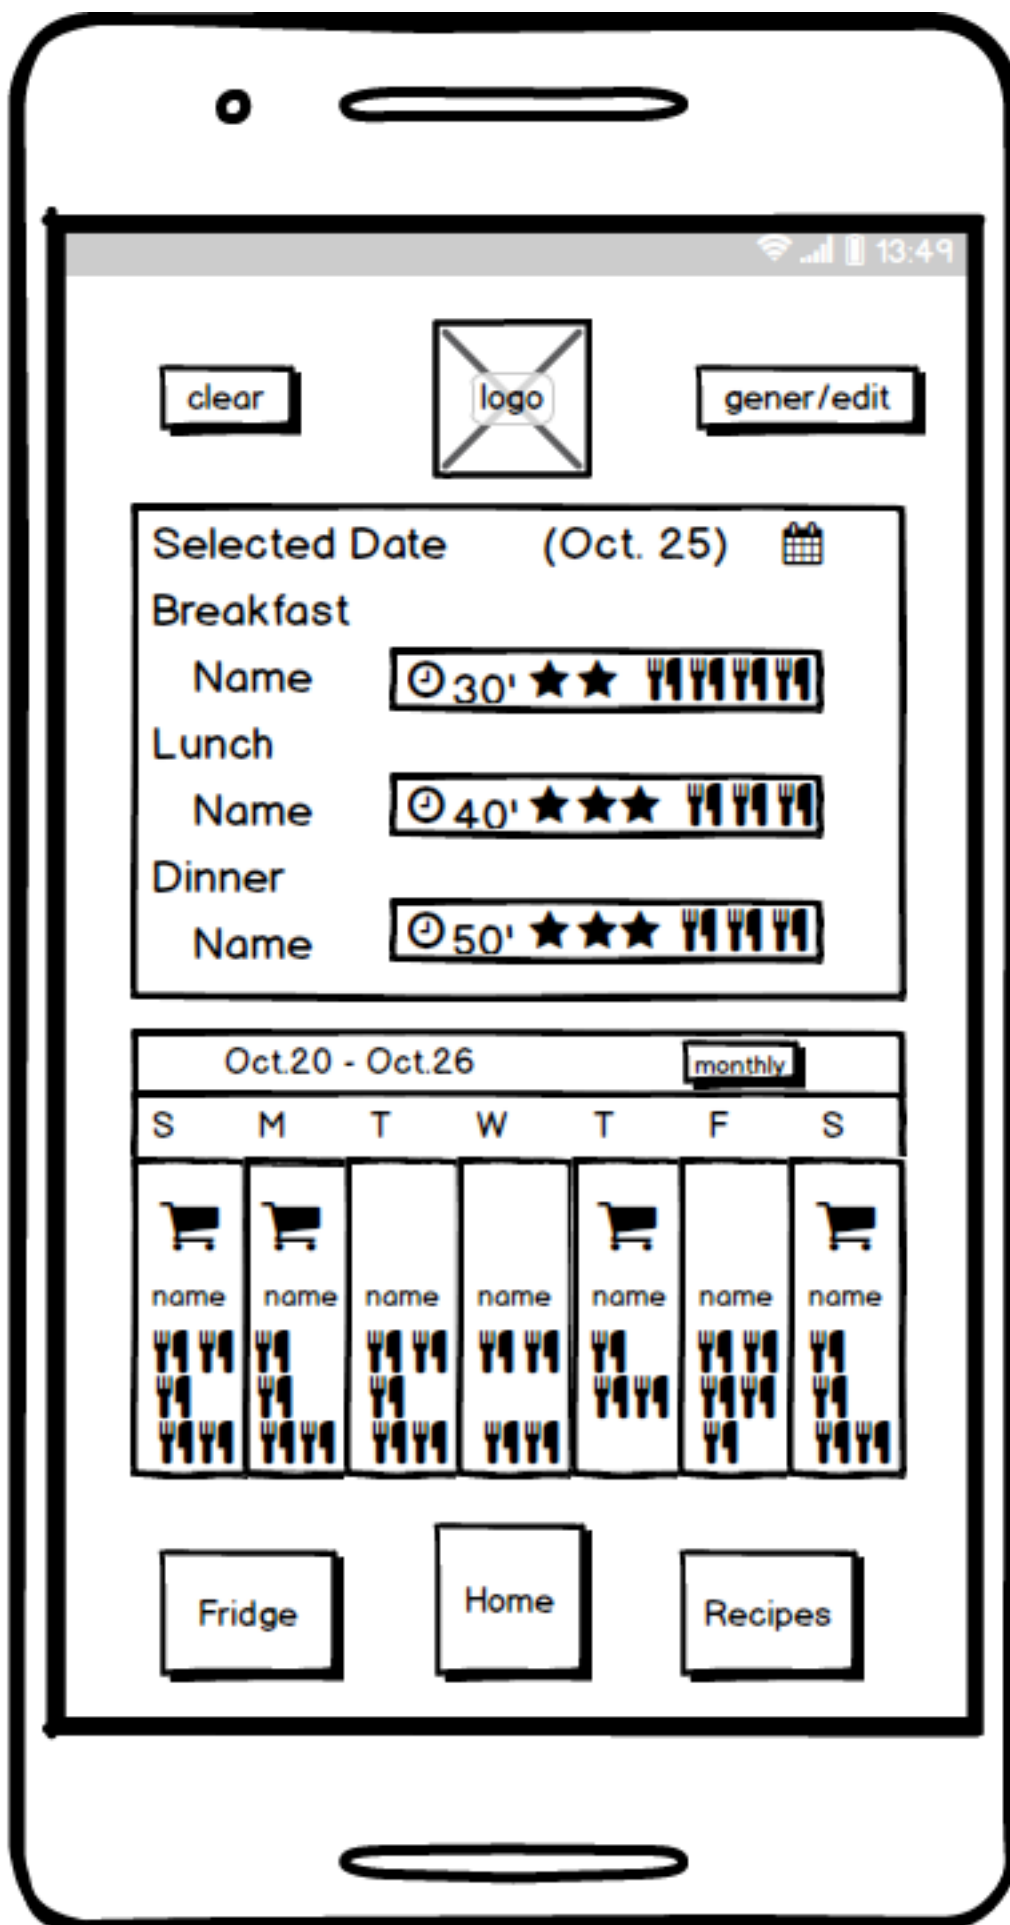 13:49
clear logo gener/edit
Selected Date (Oct. 25)
Breakfast
Name 30'
Lunch
Name 40'
Dinner
Name 50'
Oct.20 - Oct.26 monthly
S M T W T F S
name name name name name name name
Fridge Home Recipes